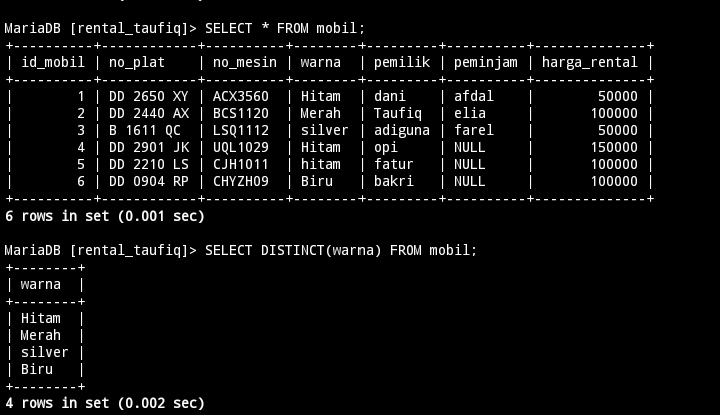 MariaDB [rental_taufiq]> SELECT * FROM mobil;
+----------+------------+----------+--------+---------+----------+--------------+
| id_mobil | no_plat    | no_mesin | warna  | pemilik | peminjam | harga_rental |
+----------+------------+----------+--------+---------+----------+--------------+
|        1 | DD 2650 XY | ACX3560  | Hitam  | dani    | afdal    |        50000 |
|        2 | DD 2440 AX | BCS1120  | Merah  | Taufiq  | elia     |       100000 |
|        3 | B 1611 QC  | LSQ1112  | silver | adiguna | farel    |        50000 |
|        4 | DD 2901 JK | UQL1029  | Hitam  | opi     | NULL     |       150000 |
|        5 | DD 2210 LS | CJH1011  | hitam  | fatur   | NULL     |       100000 |
|        6 | DD 0904 RP | CHYZH09  | Biru   | bakri   | NULL     |       100000 |
+----------+------------+----------+--------+---------+----------+--------------+
6 rows in set (0.001 sec)
MariaDB [rental_taufiq]> SELECT DISTINCT(warna) FROM mobil;
+--------+
| warna  |
+--------+
| Hitam  |
| Merah  |
| silver |
| Biru   |
+--------+
4 rows in set (0.002 sec)